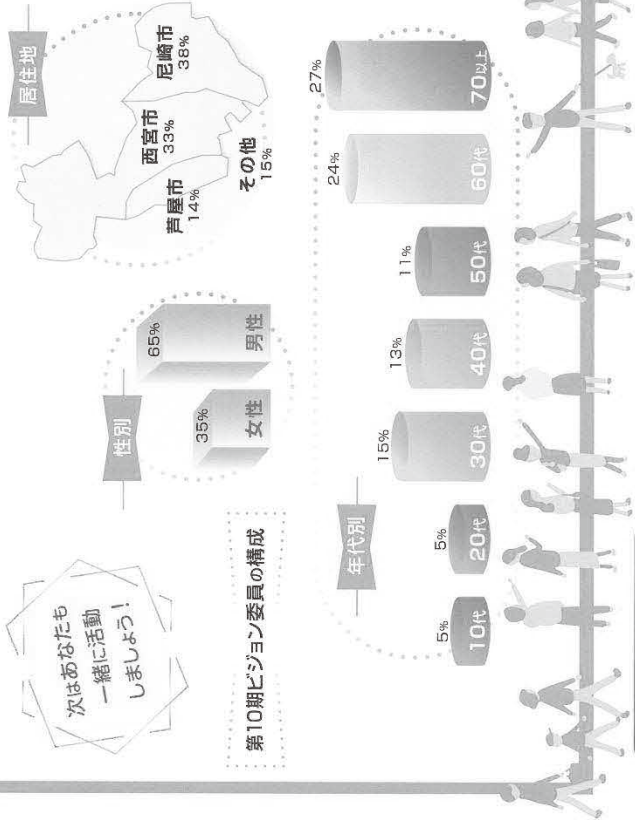 次はあなたも
一緒に活動
しましょう！
第10期ビジョン委員の構成
性別
女性
35%
男性
65%
居住地
芦屋市
14%
西宮市
33%
尼崎市
38%
その他
15%
年代別
10代
5%
20代
5%
30代
15%
40代
13%
50代
11%
60代
24%
70以上
27%